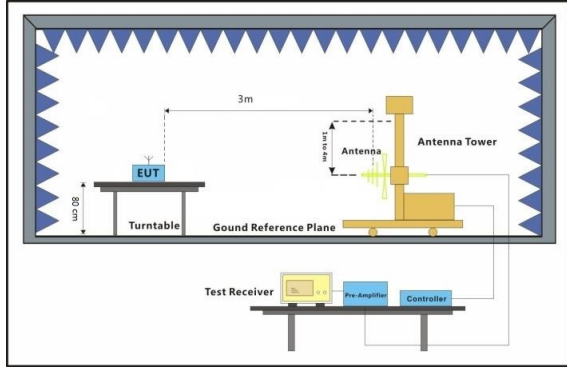 3m
1m to 4m
Antenna
Antenna Tower
EUT
80 cm
Turntable
Gound Reference Plane
Test Receiver
Pre-Amplifier
Controller